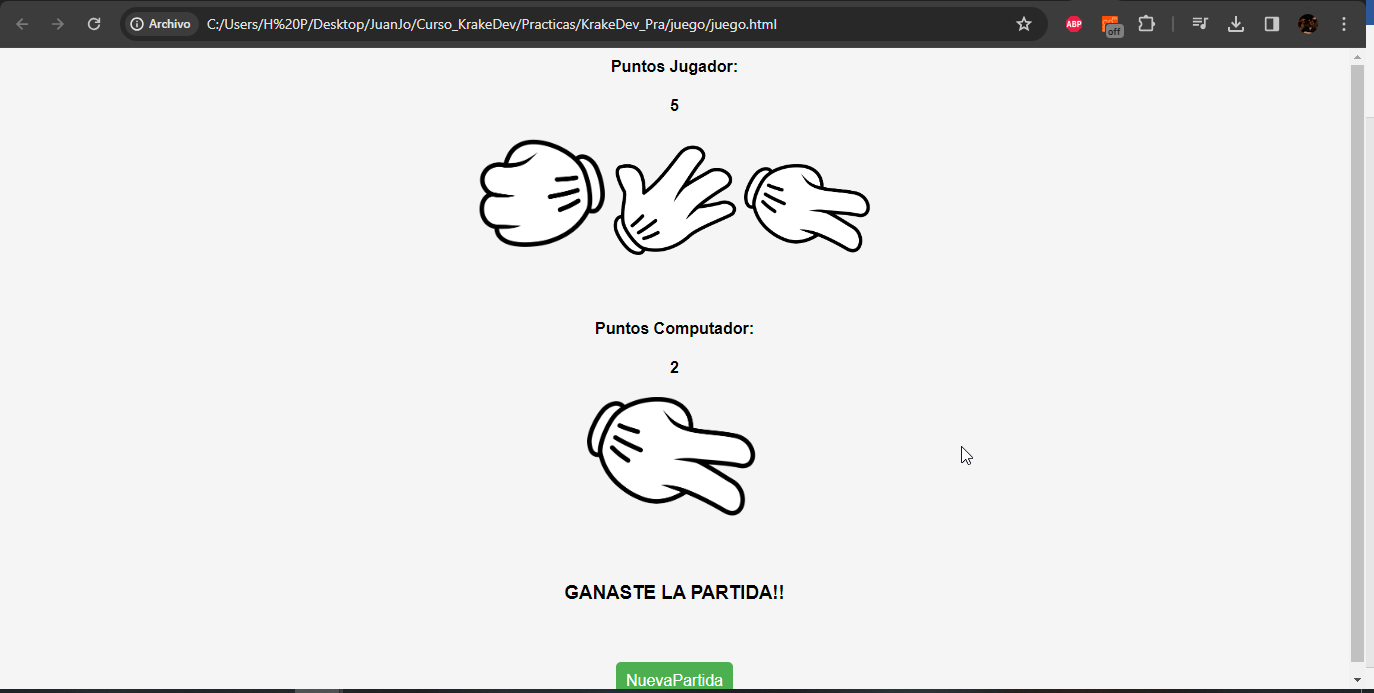 Archivo C:/Users/H%20P/Desktop/JuanJo/Curso_KrakeDev/Practicas/KrakeDev_Pra/juego/juego.html
ABP
off
Puntos Jugador:
5
Puntos Computador:
2
GANASTE LA PARTIDA!!
NuevaPartida